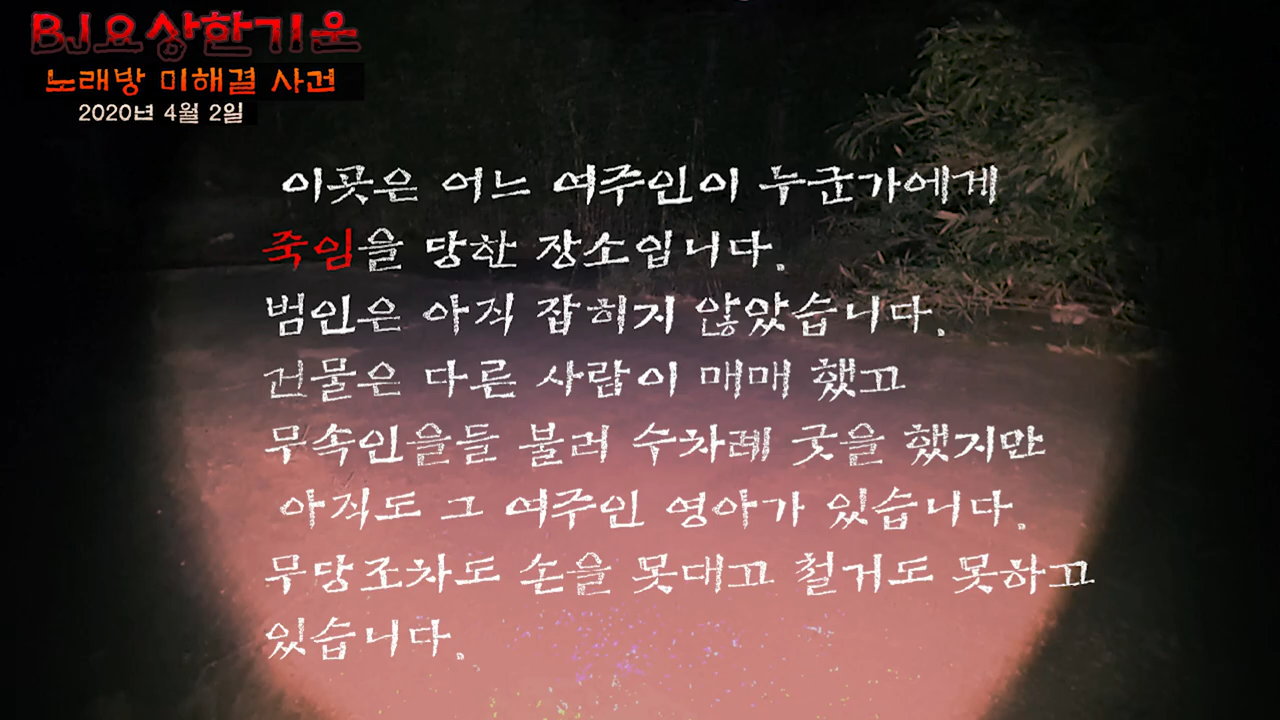 BJ요상한기운
노래방 미해결 사건
2020년 4월 2일
이곳은 어느 여주인이 누군가에게
죽임을 당한 장소입니다.
범인은 아직 잡히지 않았습니다.
건물은 다른 사람이 매매 했고
무속인을들 불러 수차례 굿을 했지만
아직도 그 여주인 영아가 있습니다.
무당조차도 손을 못대고 철거도 못하고
있습니다.